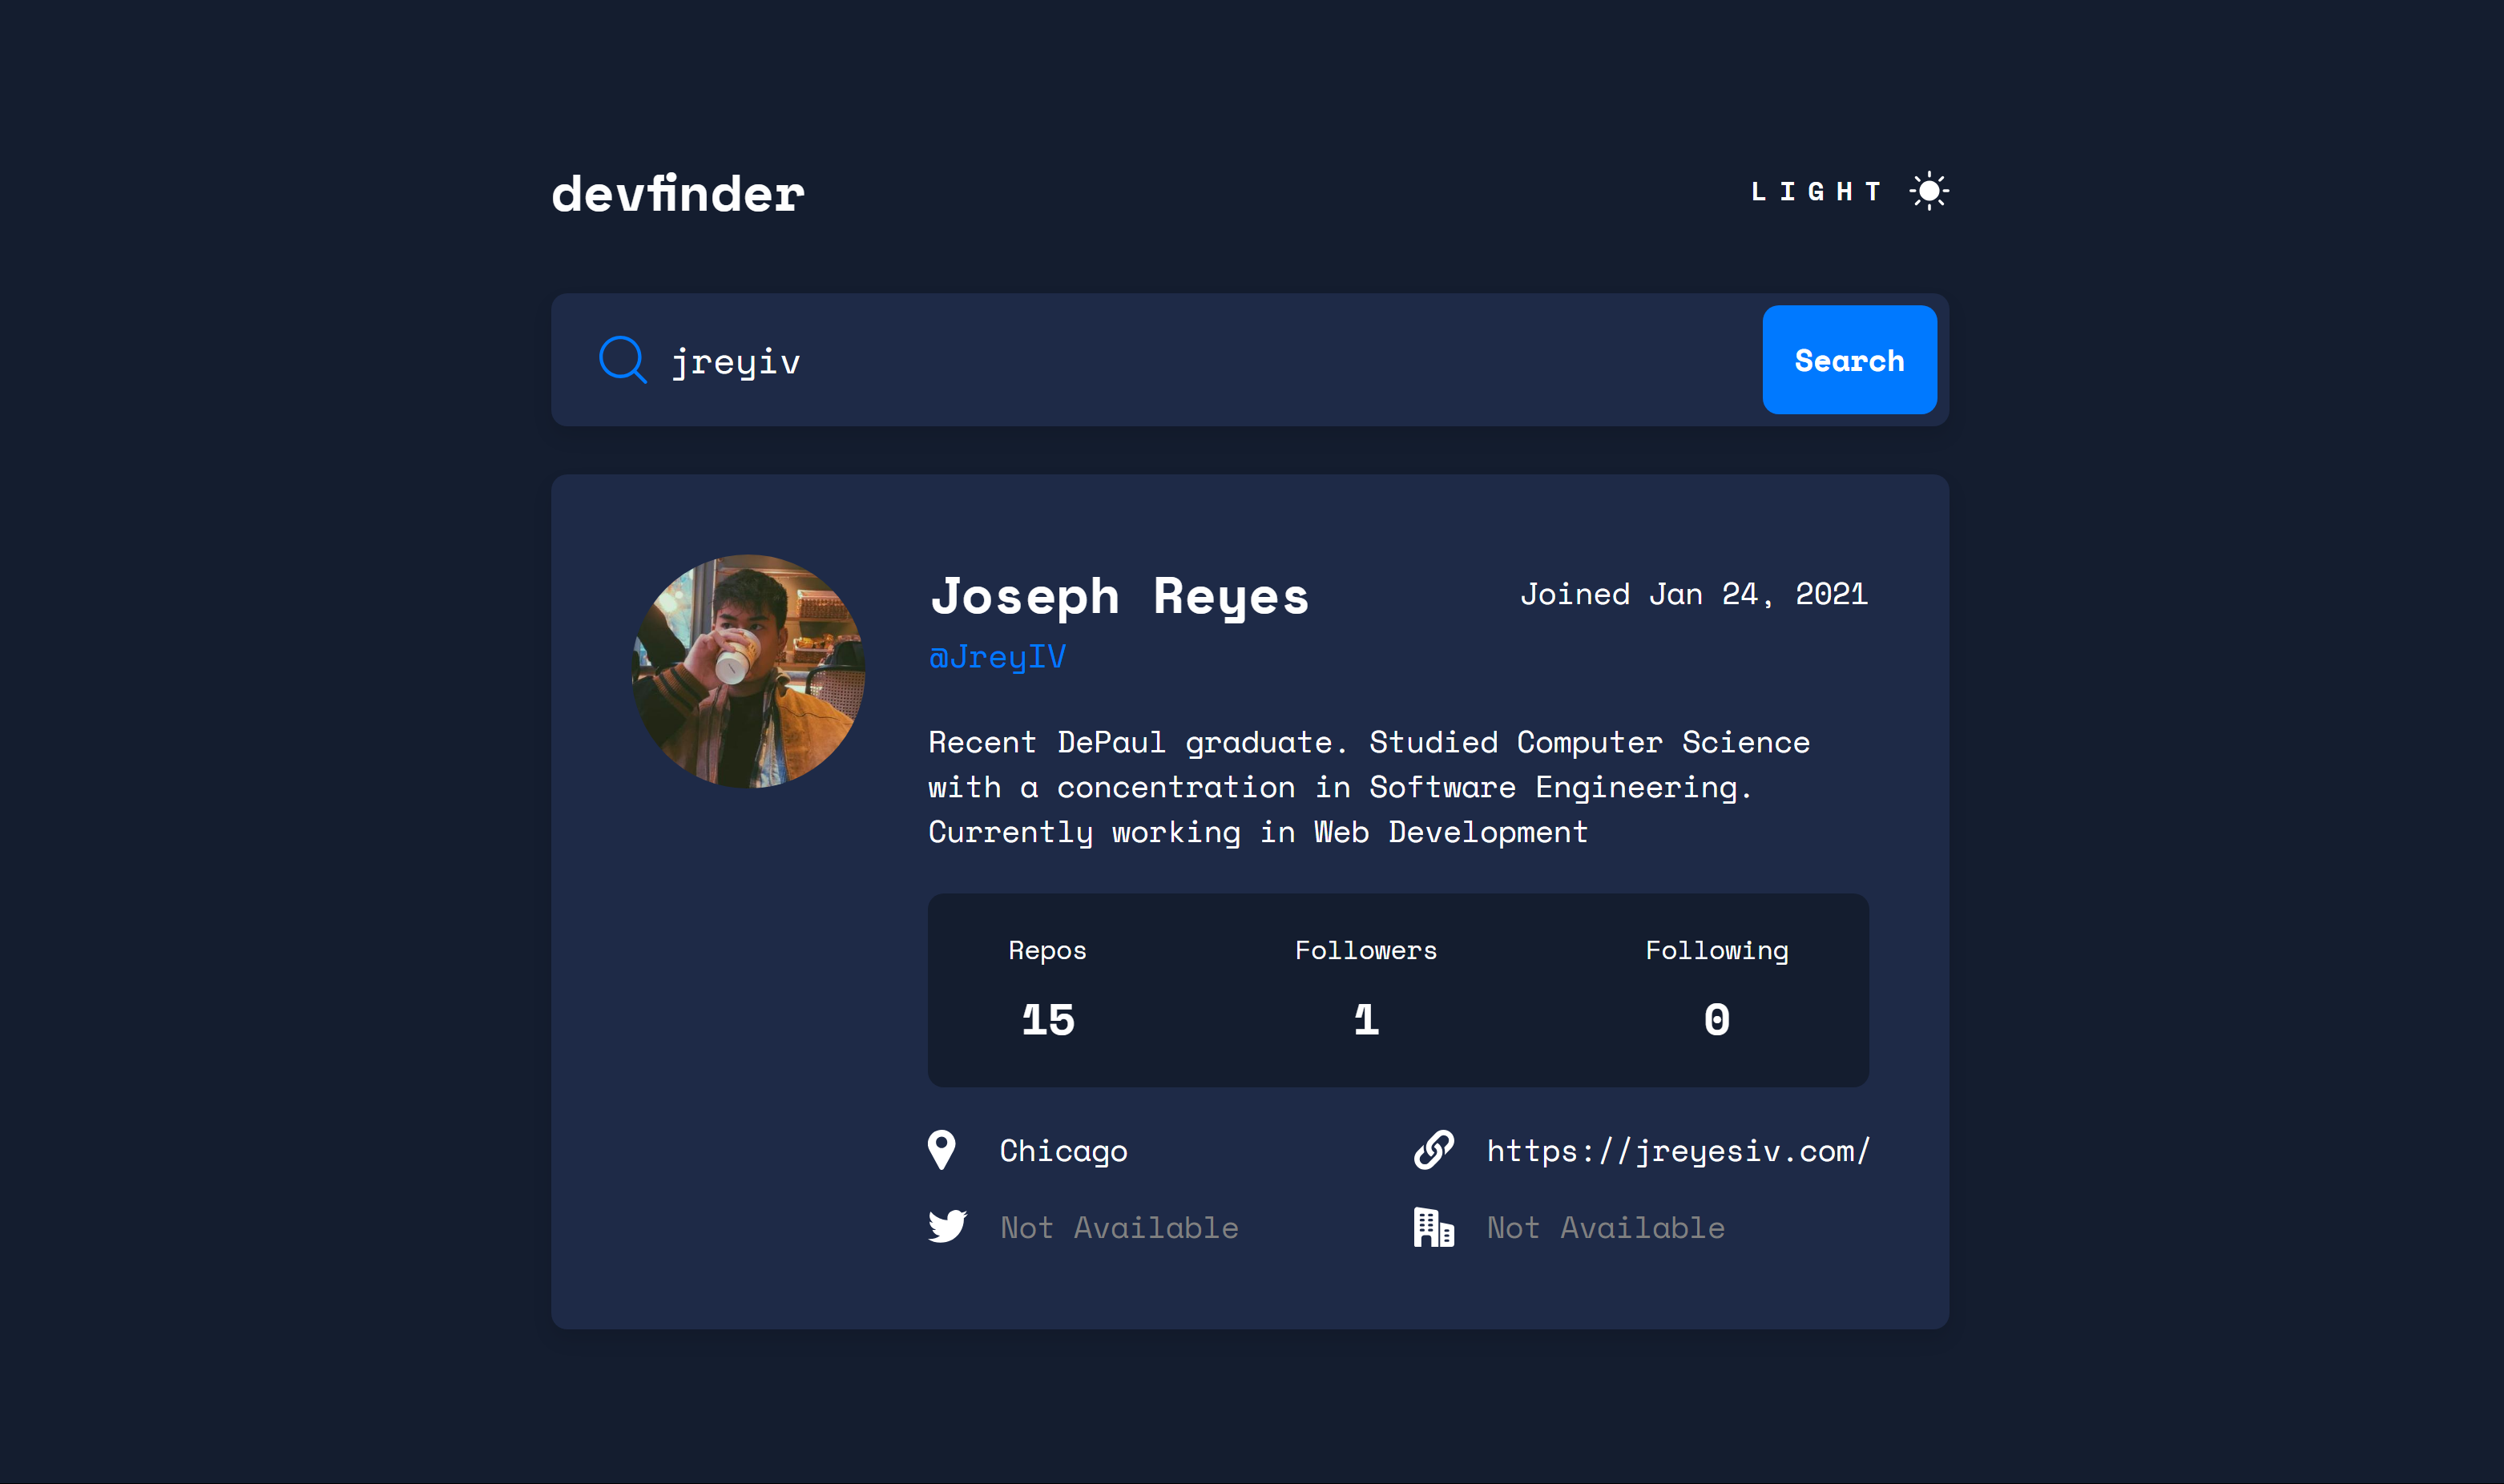 devfinder
LIGHT
jreyiv
Search
Joseph Reyes
Joined Jan 24, 2021
@JreyIV
Recent DePaul graduate. Studied Computer Science
with a concentration in Software Engineering.
Currently working in Web Development
Repos Followers Following
15 1 0
Chicago https://jreyesiv.com/
Not Available Not Available